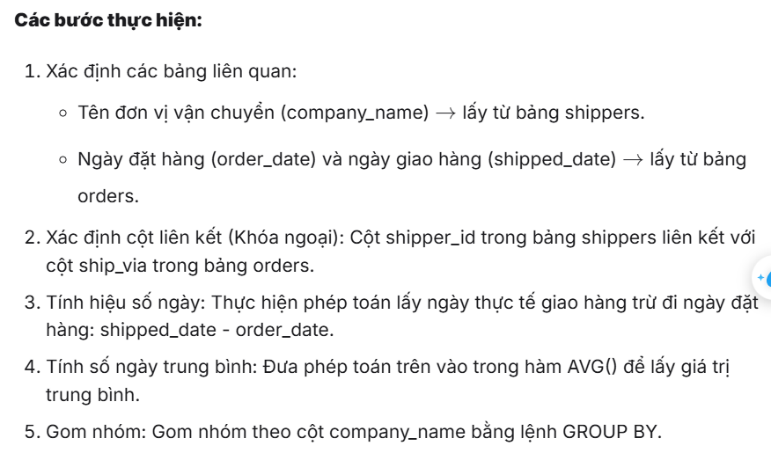 Các bước thực hiện:
1. Xác định các bảng liên quan:
Tên đơn vị vận chuyển (company_name) → lấy từ bảng shippers.
Ngày đặt hàng (order_date) và ngày giao hàng (shipped_date) → lấy từ bảng
orders.
2. Xác định cột liên kết (Khóa ngoại): Cột shipper_id trong bảng shippers liên kết với
cột ship_via trong bảng orders.
3. Tính hiệu số ngày: Thực hiện phép toán lấy ngày thực tế giao hàng trừ đi ngày đặt
hàng: shipped_date - order_date.
4. Tính số ngày trung bình: Đưa phép toán trên vào trong hàm AVG() để lấy giá trị
trung bình.
5. Gom nhóm: Gom nhóm theo cột company_name bằng lệnh GROUP BY.